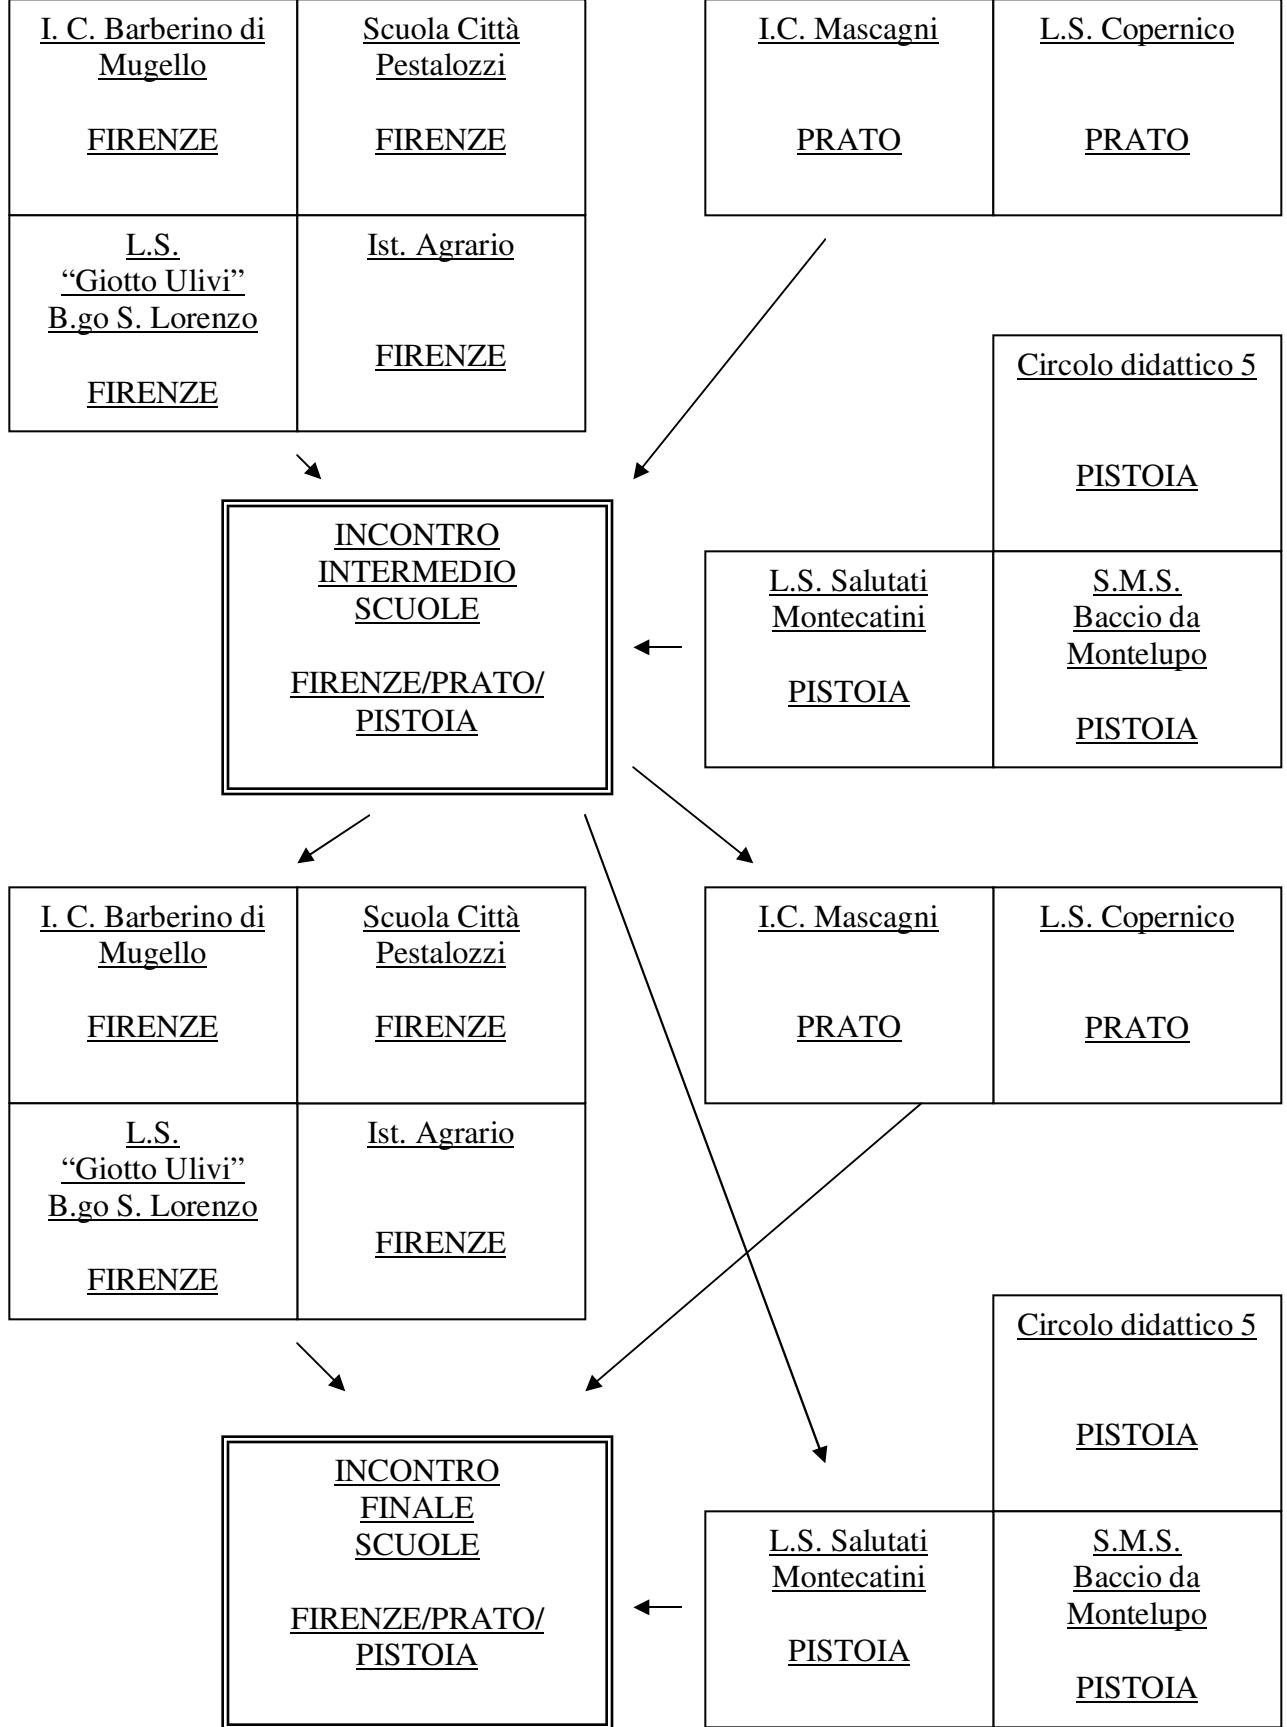 I. C. Barberino di
Mugello
FIRENZE
Scuola Città
Pestalozzi
FIRENZE
I.C. Mascagni
PRATO
L.S. Copernico
PRATO
L.S.
“Giotto Ulivi”
B.go S. Lorenzo
FIRENZE
Ist. Agrario
FIRENZE
Circolo didattico 5
PISTOIA
INCONTRO
INTERMEDIO
SCUOLE
FIRENZE/PRATO/
PISTOIA
L.S. Salutati
Montecatini
PISTOIA
S.M.S.
Baccio da
Montelupo
PISTOIA
I. C. Barberino di
Mugello
FIRENZE
Scuola Città
Pestalozzi
FIRENZE
I.C. Mascagni
PRATO
L.S. Copernico
PRATO
L.S.
“Giotto Ulivi”
B.go S. Lorenzo
FIRENZE
Ist. Agrario
FIRENZE
Circolo didattico 5
PISTOIA
INCONTRO
FINALE
SCUOLE
FIRENZE/PRATO/
PISTOIA
L.S. Salutati
Montecatini
PISTOIA
S.M.S.
Baccio da
Montelupo
PISTOIA